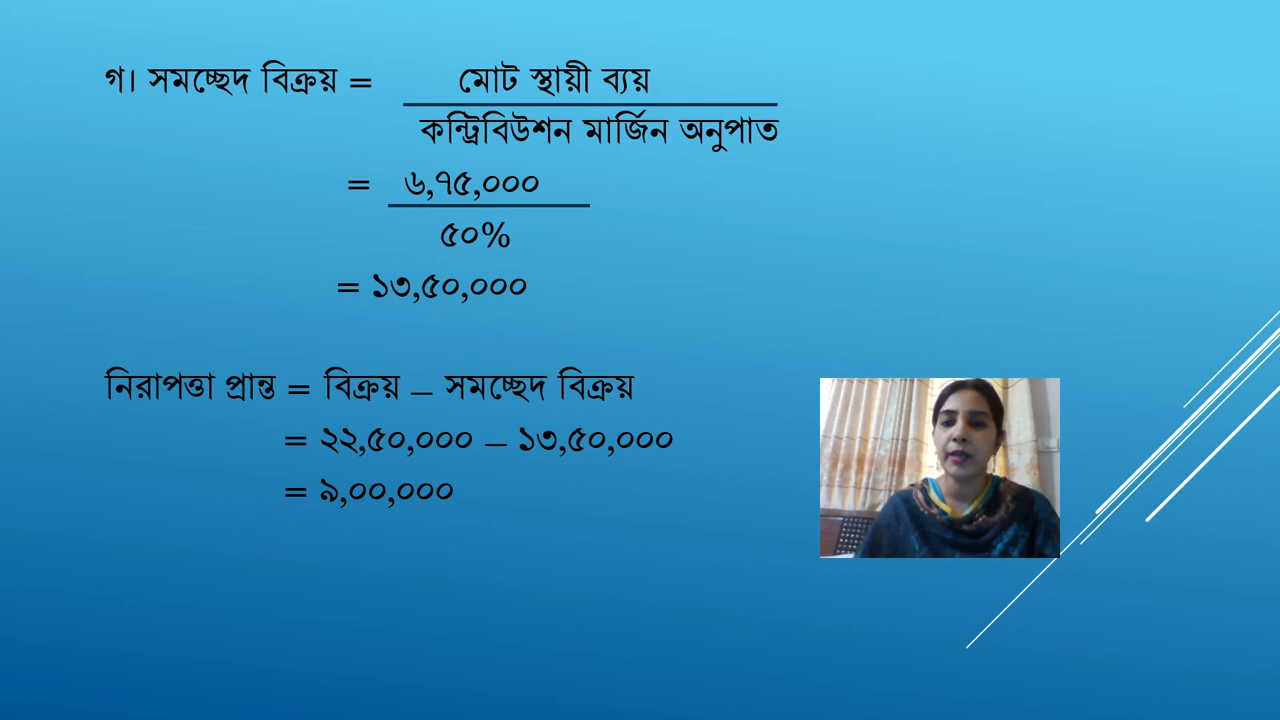 গ। সমচ্ছেদ বিক্রয় = মোট স্থায়ী ব্যয়
কন্ট্রিবিউশন মার্জিন অনুপাত
= ৬,৭৫,০০০
৫০%
= ১৩,৫০,০০০
নিরাপত্তা প্রান্ত = বিক্রয় – সমচ্ছেদ বিক্রয়
= ২২,৫০,০০০ – ১৩,৫০,০০০
= ৯,০০,০০০